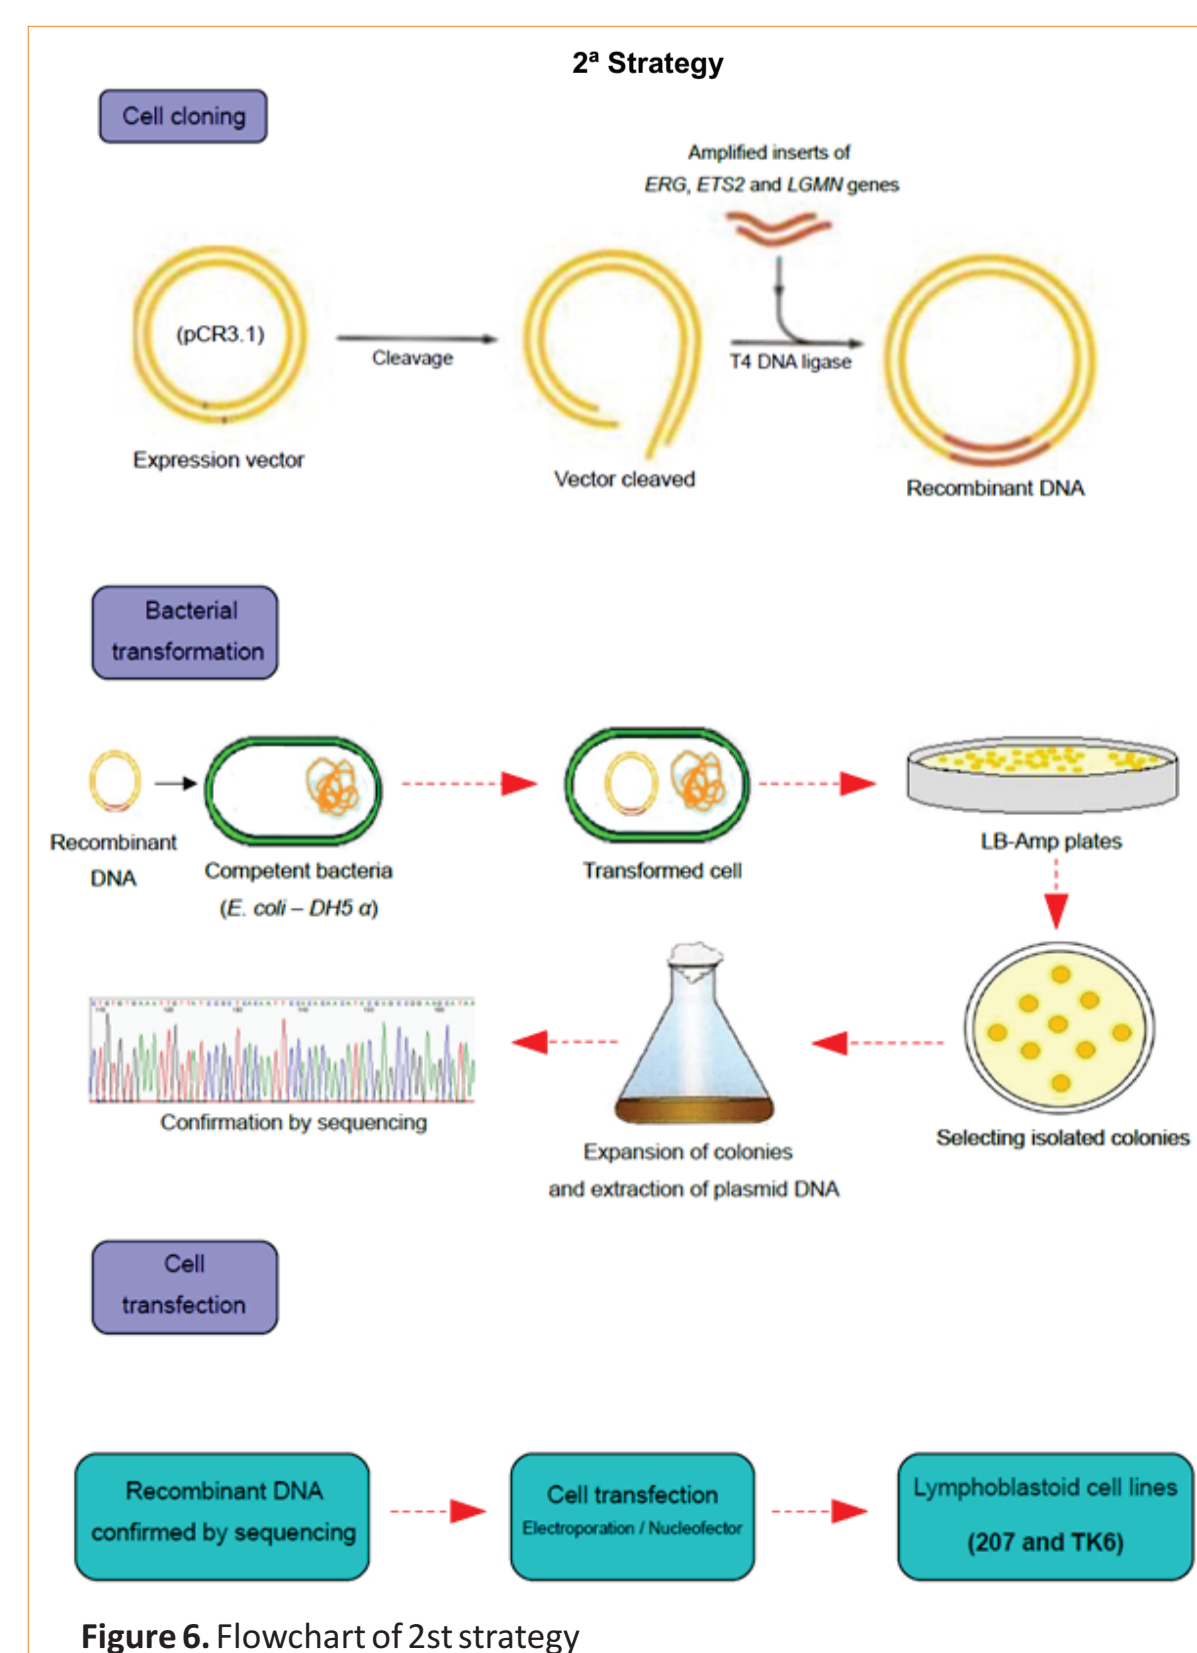 2ª Strategy
Cell cloning
Amplified inserts of
ERG, ETS2 and LGMN genes
(pCR3.1)
Cleavage
T4 DNA ligase
Expression vector
Vector cleaved
Recombinant DNA
Bacterial
transformation
Recombinant
DNA
Competent bacteria
(E. coli – DH5 α)
Transformed cell
LB-Amp plates
Confirmation by sequencing
Expansion of colonies
and extraction of plasmid DNA
Selecting isolated colonies
Cell
transfection
Recombinant DNA
confirmed by sequencing
Cell transfection
Electroporation / Nucleofector
Lymphoblastoid cell lines
(207 and TK6)
Figure 6. Flowchart of 2st strategy